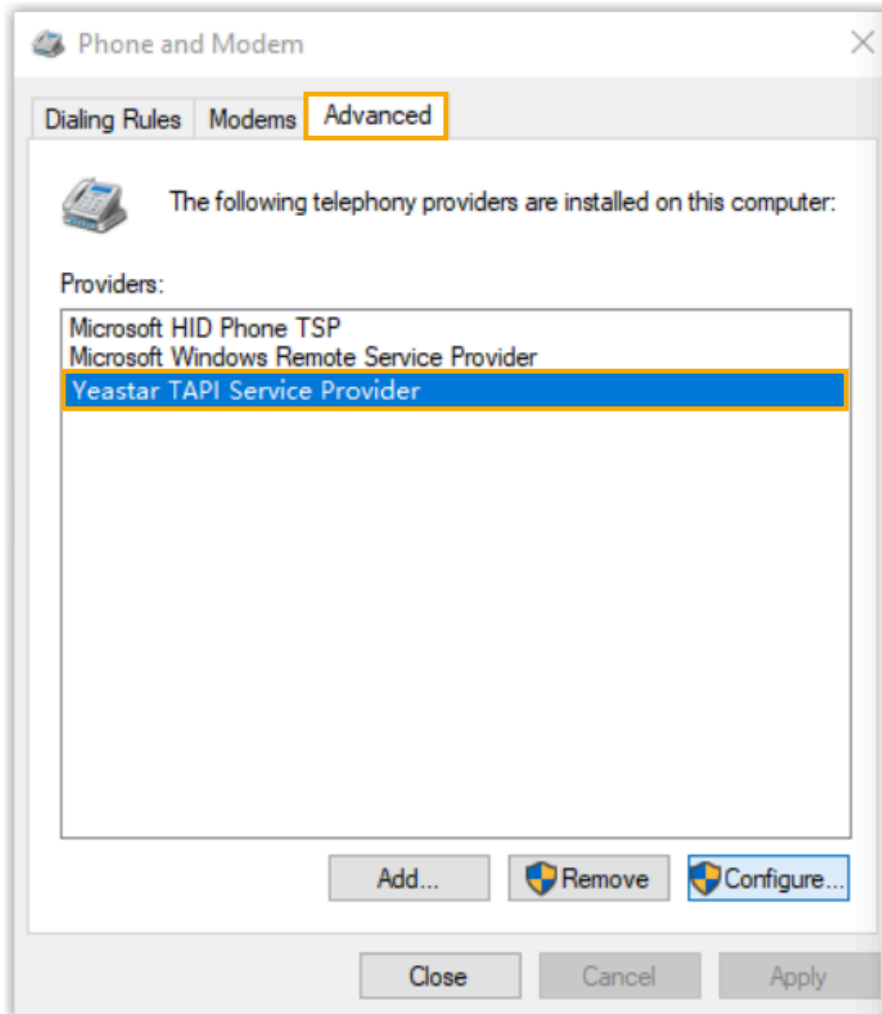 Phone and Modem
Dialing Rules Modems Advanced
The following telephony providers are installed on this computer:
Providers:
Microsoft HID Phone TSP
Microsoft Windows Remote Service Provider
Yeastar TAPI Service Provider
Add... Remove Configure...
Close Cancel Apply